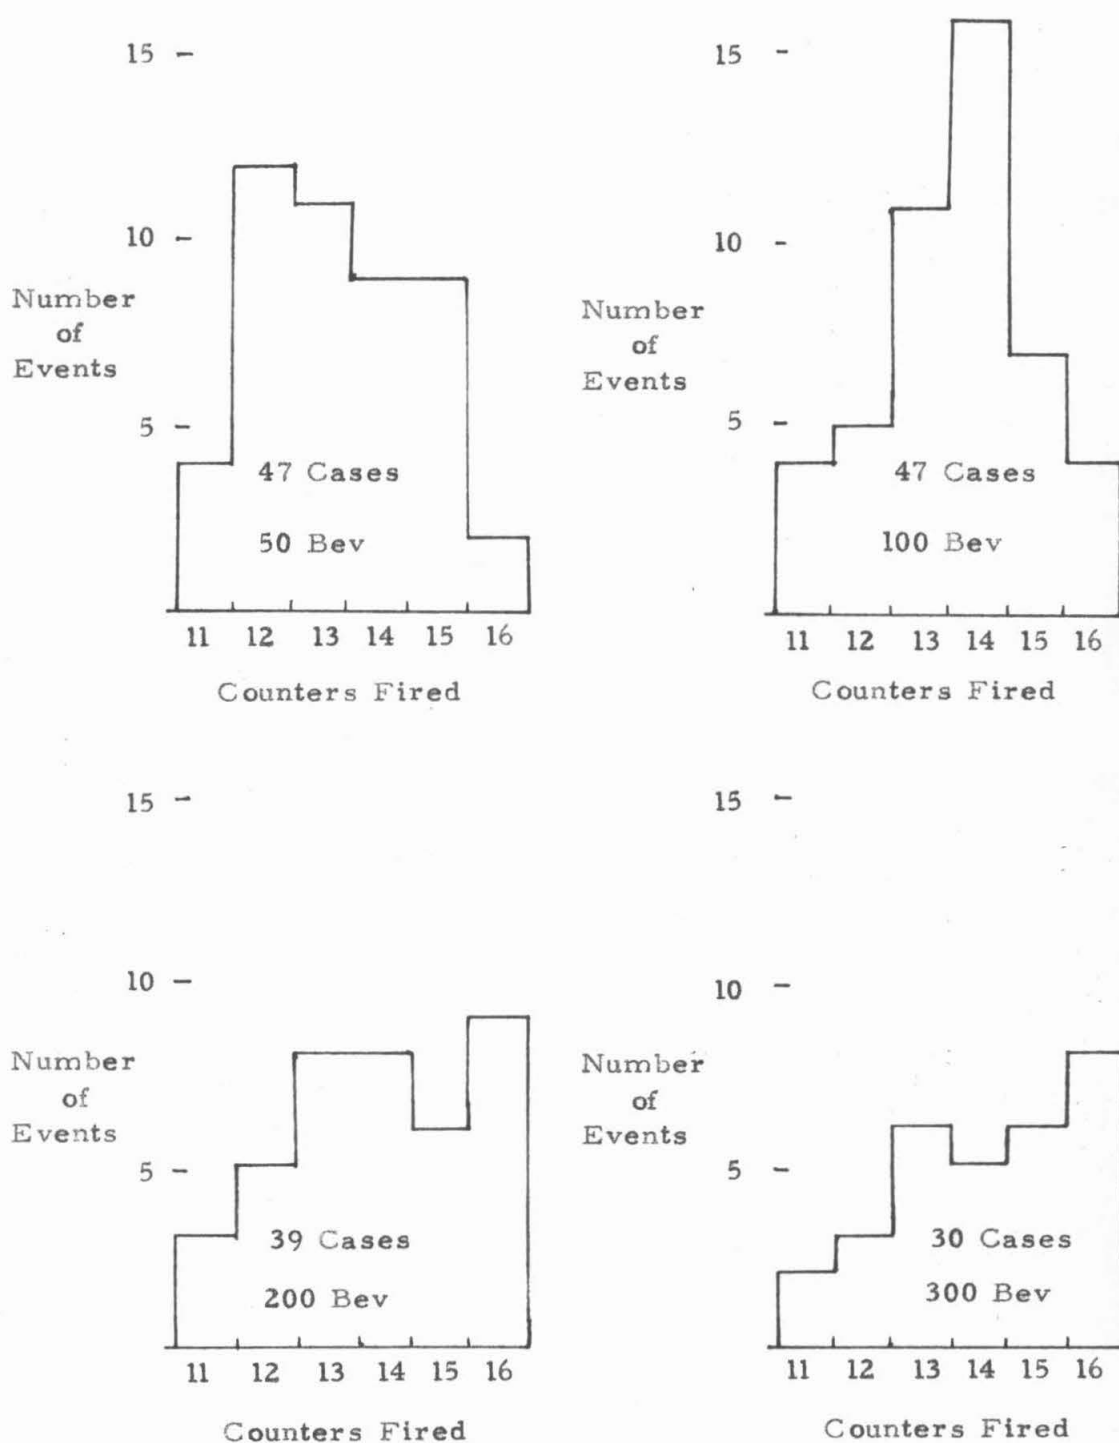 15
10
Number
of
Events
5
47 Cases
50 Bev
11 12 13 14 15 16
Counters Fired
15
10
Number
of
Events
5
47 Cases
100 Bev
11 12 13 14 15 16
Counters Fired
15
10
Number
of
Events
5
39 Cases
200 Bev
11 12 13 14 15 16
Counters Fired
15
10
Number
of
Events
5
30 Cases
300 Bev
11 12 13 14 15 16
Counters Fired